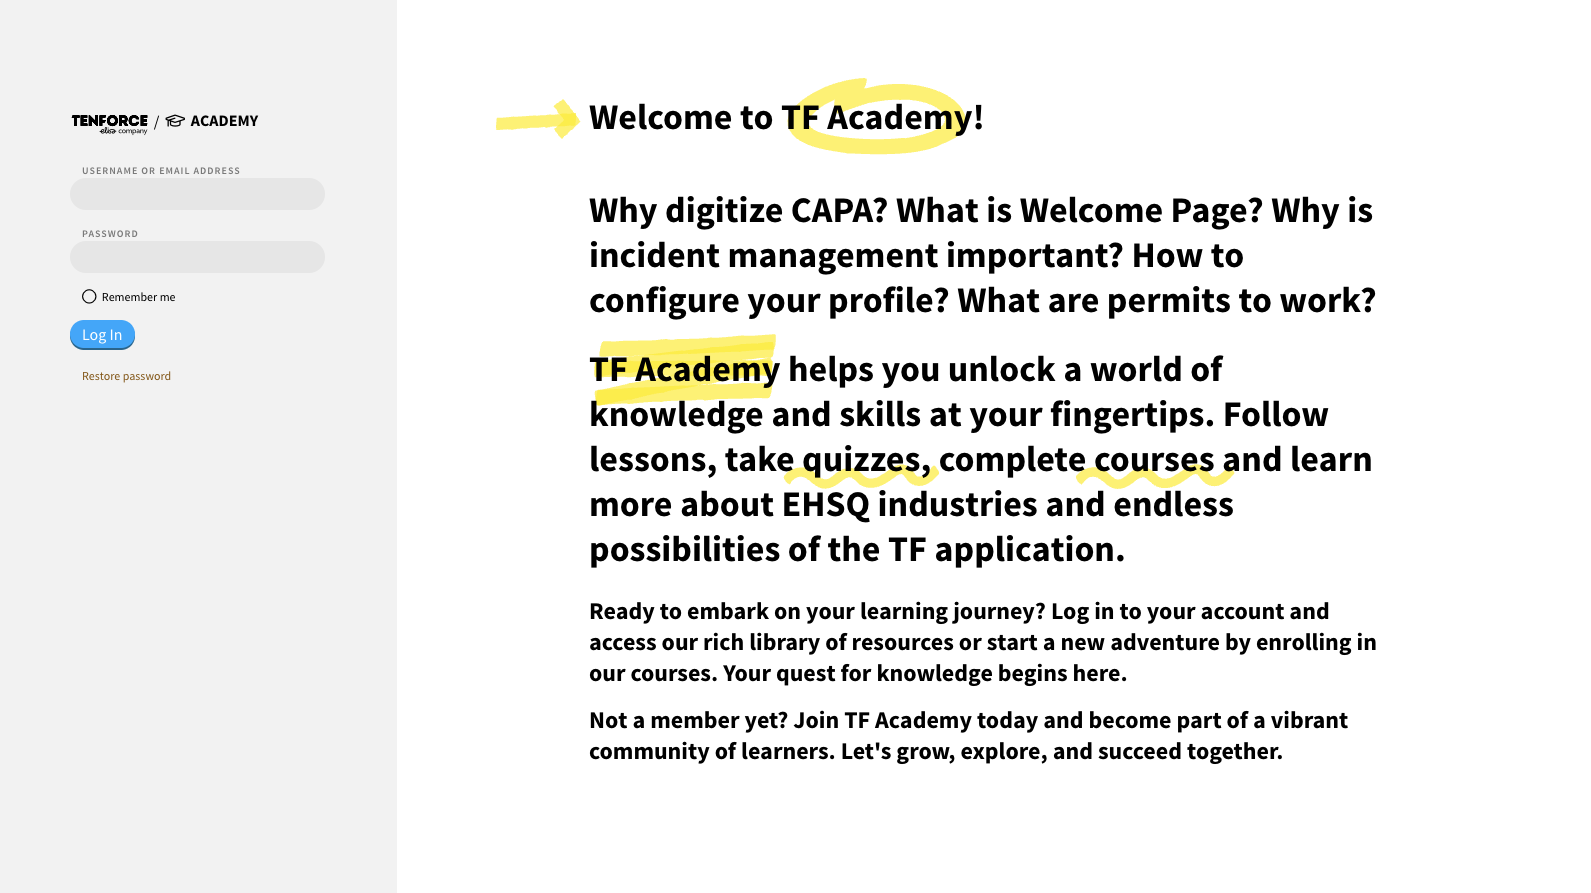 TENFORCE / ACADEMY
elisa company
USERNAME OR EMAIL ADDRESS
PASSWORD
Remember me
Log In
Restore password
Welcome to TF Academy!
Why digitize CAPA? What is Welcome Page? Why is
incident management important? How to
configure your profile? What are permits to work?
TF Academy helps you unlock a world of
knowledge and skills at your fingertips. Follow
lessons, take quizzes, complete courses and learn
more about EHSQ industries and endless
possibilities of the TF application.
Ready to embark on your learning journey? Log in to your account and
access our rich library of resources or start a new adventure by enrolling in
our courses. Your quest for knowledge begins here.
Not a member yet? Join TF Academy today and become part of a vibrant
community of learners. Let's grow, explore, and succeed together.